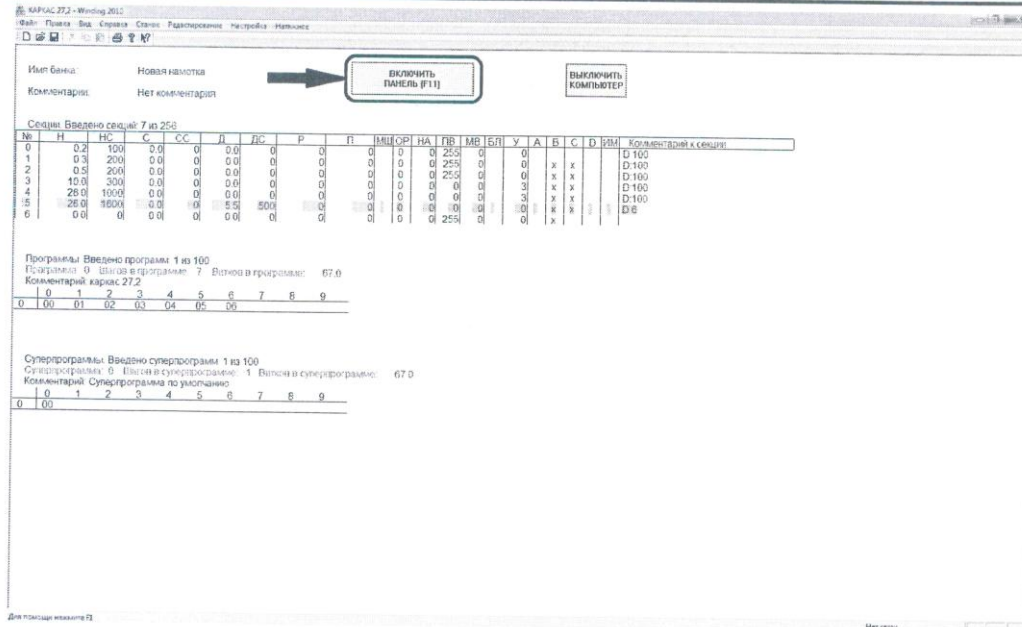 КАРКАС 27,2 - Winding 2010
Файл Правка Вид Справка Станок Редактирование Настройка
Имя банка: Новая намотка
ВКЛЮЧИТЬ
ПАНЕЛЬ (F11)
ВЫКЛЮЧИТЬ
КОМПЬЮТЕР
Комментарии: Нет комментария
Секции: Введено секций: 7 из 256
№ Н НС С СС Д ДС Р П МШ ОР НА ПВ МВ БЛ У А Б С D ИМ Комментарий к секции
0 0.2 100 0.0 0 0.0 0 0 0 0 0 255 0 0 D:100
1 0.3 200 0.0 0 0.0 0 0 0 0 0 255 0 0 x x D:100
2 0.5 200 0.0 0 0.0 0 0 0 0 0 255 0 0 x x D:100
3 10.0 300 0.0 0 0.0 0 0 0 0 0 0 0 3 x x D:100
4 28.0 1000 0.0 0 0.0 0 0 0 0 0 0 0 3 x x D:100
5 28.0 1600 0.0 0 5.5 500 0 0 0 0 0 0 x x D:6
6 0.0 0 0.0 0 0.0 0 0 0 0 0 255 0 0 x
Программы: Введено программ: 1 из 100
Программа: 0 Шагов в программе: 7 Витков в программе: 67.0
Комментарий: каркас 27,2
0 1 2 3 4 5 6 7 8 9
0 00 01 02 03 04 05 06
Суперпрограммы: Введено суперпрограмм: 1 из 100
Суперпрограмма: 0 Шагов в суперпрограмме: 1 Витков в суперпрограмме: 67.0
Комментарий: Суперпрограмма по умолчанию
0 1 2 3 4 5 6 7 8 9
0 00
Для помощи нажмите F1